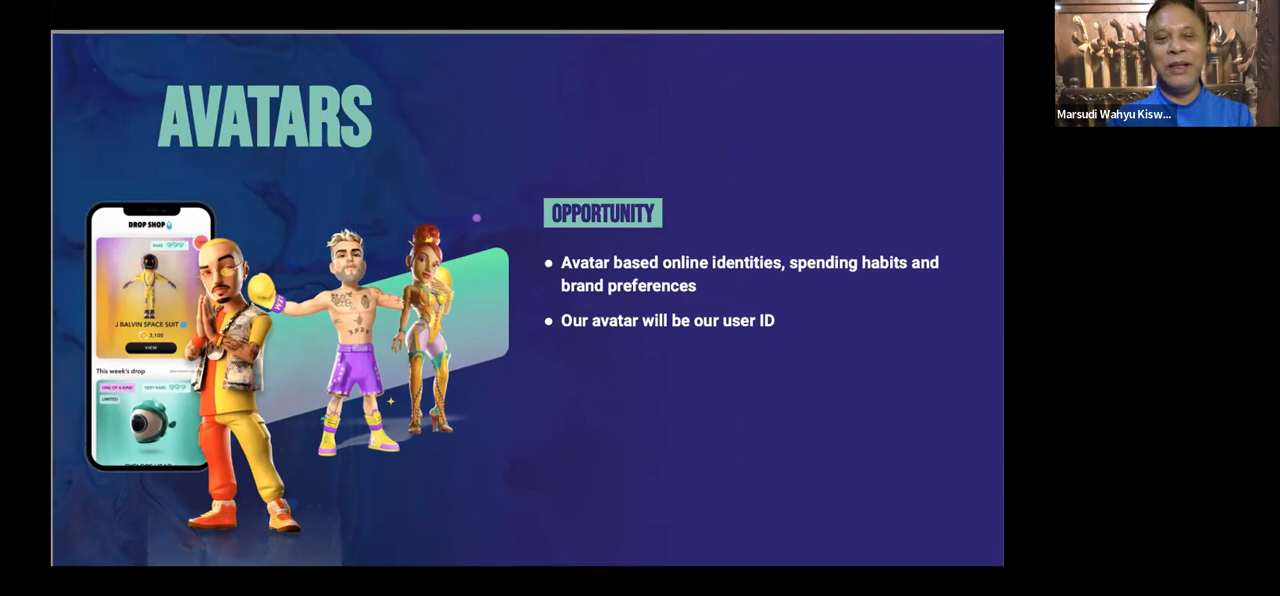 AVATARS
DROP SHOP
RARE
J BALVIN SPACE SUIT
3,100
VIEW
This week's drop
ONE OF A KIND
VERY RARE
LIMITED
OPPORTUNITY
● Avatar based online identities, spending habits and
brand preferences
● Our avatar will be our user ID
Marsudi Wahyu Kisw...